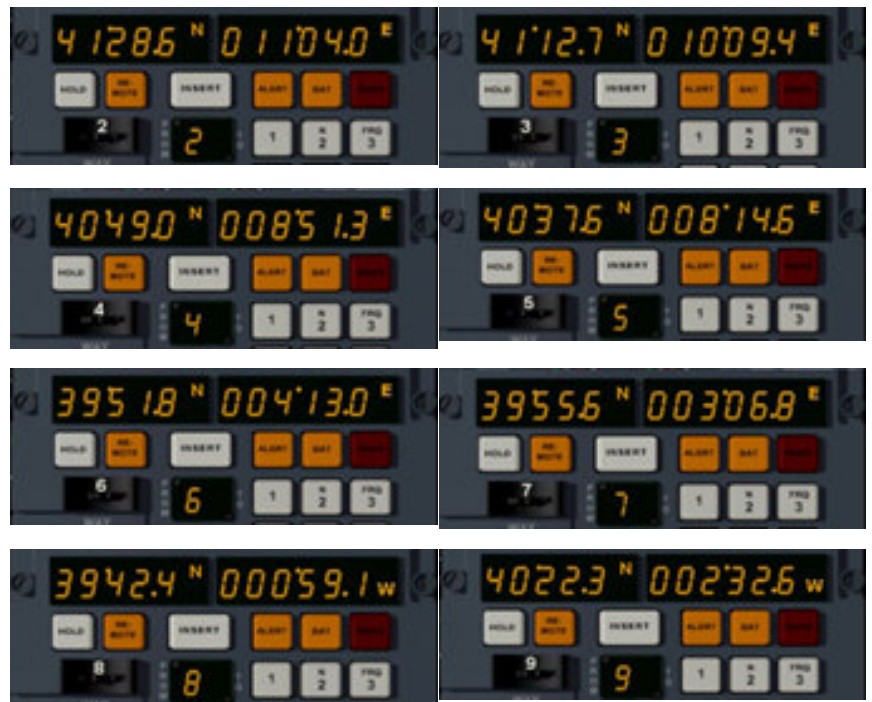 41°28.6 N 011°04.0 E
HOLD RE-MOTE INSERT ALERT BAT
2 2 1 N 2 FRQ 3
WAY
41°12.7 N 010°09.4 E
HOLD RE-MOTE INSERT ALERT BAT
3 3 1 N 2 FRQ 3
WAY
40°49.0 N 008°51.3 E
HOLD RE-MOTE INSERT ALERT BAT
4 4 1 N 2 FRQ 3
WAY
40°37.6 N 008°14.6 E
HOLD RE-MOTE INSERT ALERT BAT
5 5 1 N 2 FRQ 3
39°51.8 N 004°13.0 E
HOLD RE-MOTE INSERT ALERT BAT
6 6 1 N 2 FRQ 3
WAY
39°55.6 N 003°06.8 E
HOLD RE-MOTE INSERT ALERT BAT
7 7 1 N 2 FRQ 3
WAY
39°42.4 N 000°59.1 W
HOLD RE-MOTE INSERT ALERT BAT
8 8 1 N 2 FRQ 3
40°22.3 N 002°32.6 W
HOLD RE-MOTE INSERT ALERT BAT
9 9 1 N 2 FRQ 3